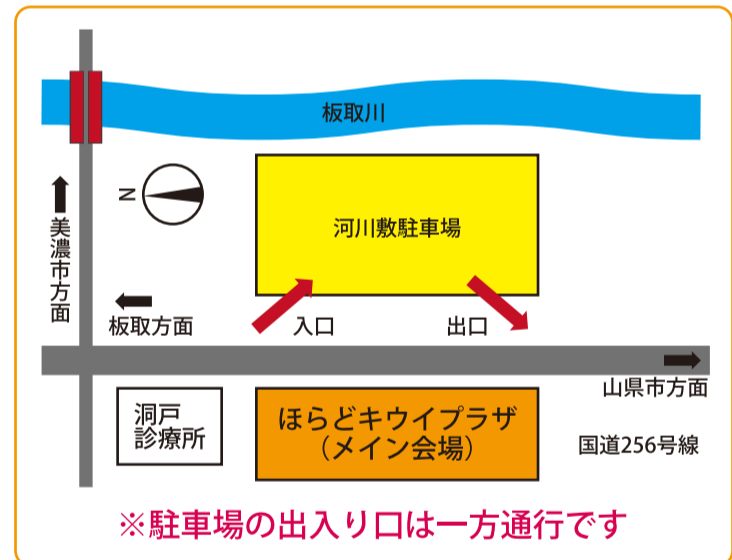 板取川
N
河川敷駐車場
美濃市方面
板取方面
入口
出口
山県市方面
洞戸
診療所
ほらどキウイプラザ
（メイン会場）
国道256号線
※駐車場の出入り口は一方通行です